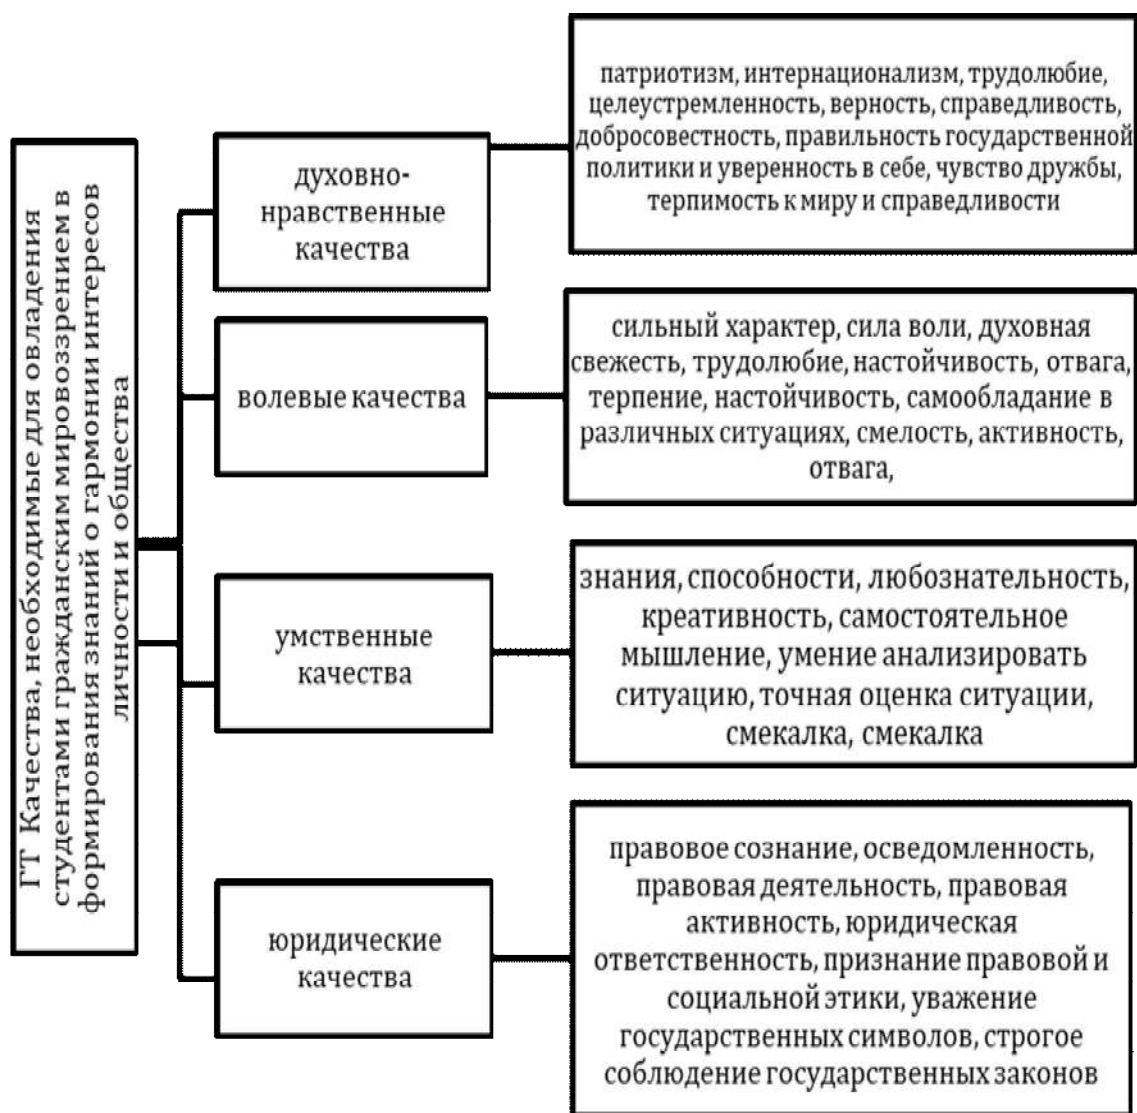 ГТ Качества, необходимые для овладения
студентами гражданским мировоззрением в
формирования знаний о гармонии интересов
личности и общества
духовно-
нравственные
качества
патриотизм, интернационализм, трудолюбие,
целеустремленность, верность, справедливость,
добросовестность, правильность государственной
политики и уверенность в себе, чувство дружбы,
терпимость к миру и справедливости
волевые качества
сильный характер, сила воли, духовная
свежесть, трудолюбие, настойчивость, отвага,
терпение, настойчивость, самообладание в
различных ситуациях, смелость, активность,
отвага,
умственные
качества
знания, способности, любознательность,
креативность, самостоятельное
мышление, умение анализировать
ситуацию, точная оценка ситуации,
смекалка, смекалка
юридические
качества
правовое сознание, осведомленность,
правовая деятельность, правовая
активность, юридическая
ответственность, признание правовой и
социальной этики, уважение
государственных символов, строгое
соблюдение государственных законов